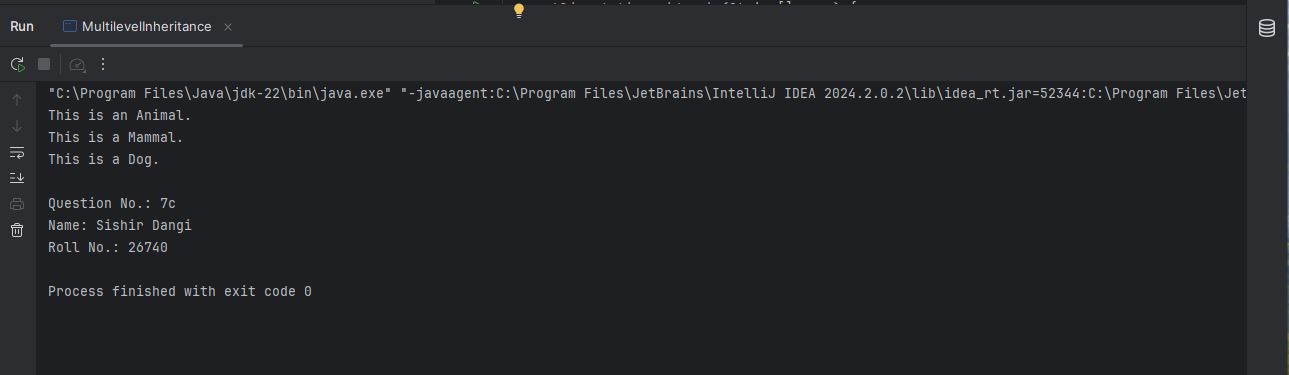 Run MultilevelInheritance
"C:\Program Files\Java\jdk-22\bin\java.exe" "-javaagent:C:\Program Files\JetBrains\IntelliJ IDEA 2024.2.0.2\lib\idea_rt.jar=52344:C:\Program Files\Jet
This is an Animal.
This is a Mammal.
This is a Dog.
Question No.: 7c
Name: Sishir Dangi
Roll No.: 26740
Process finished with exit code 0